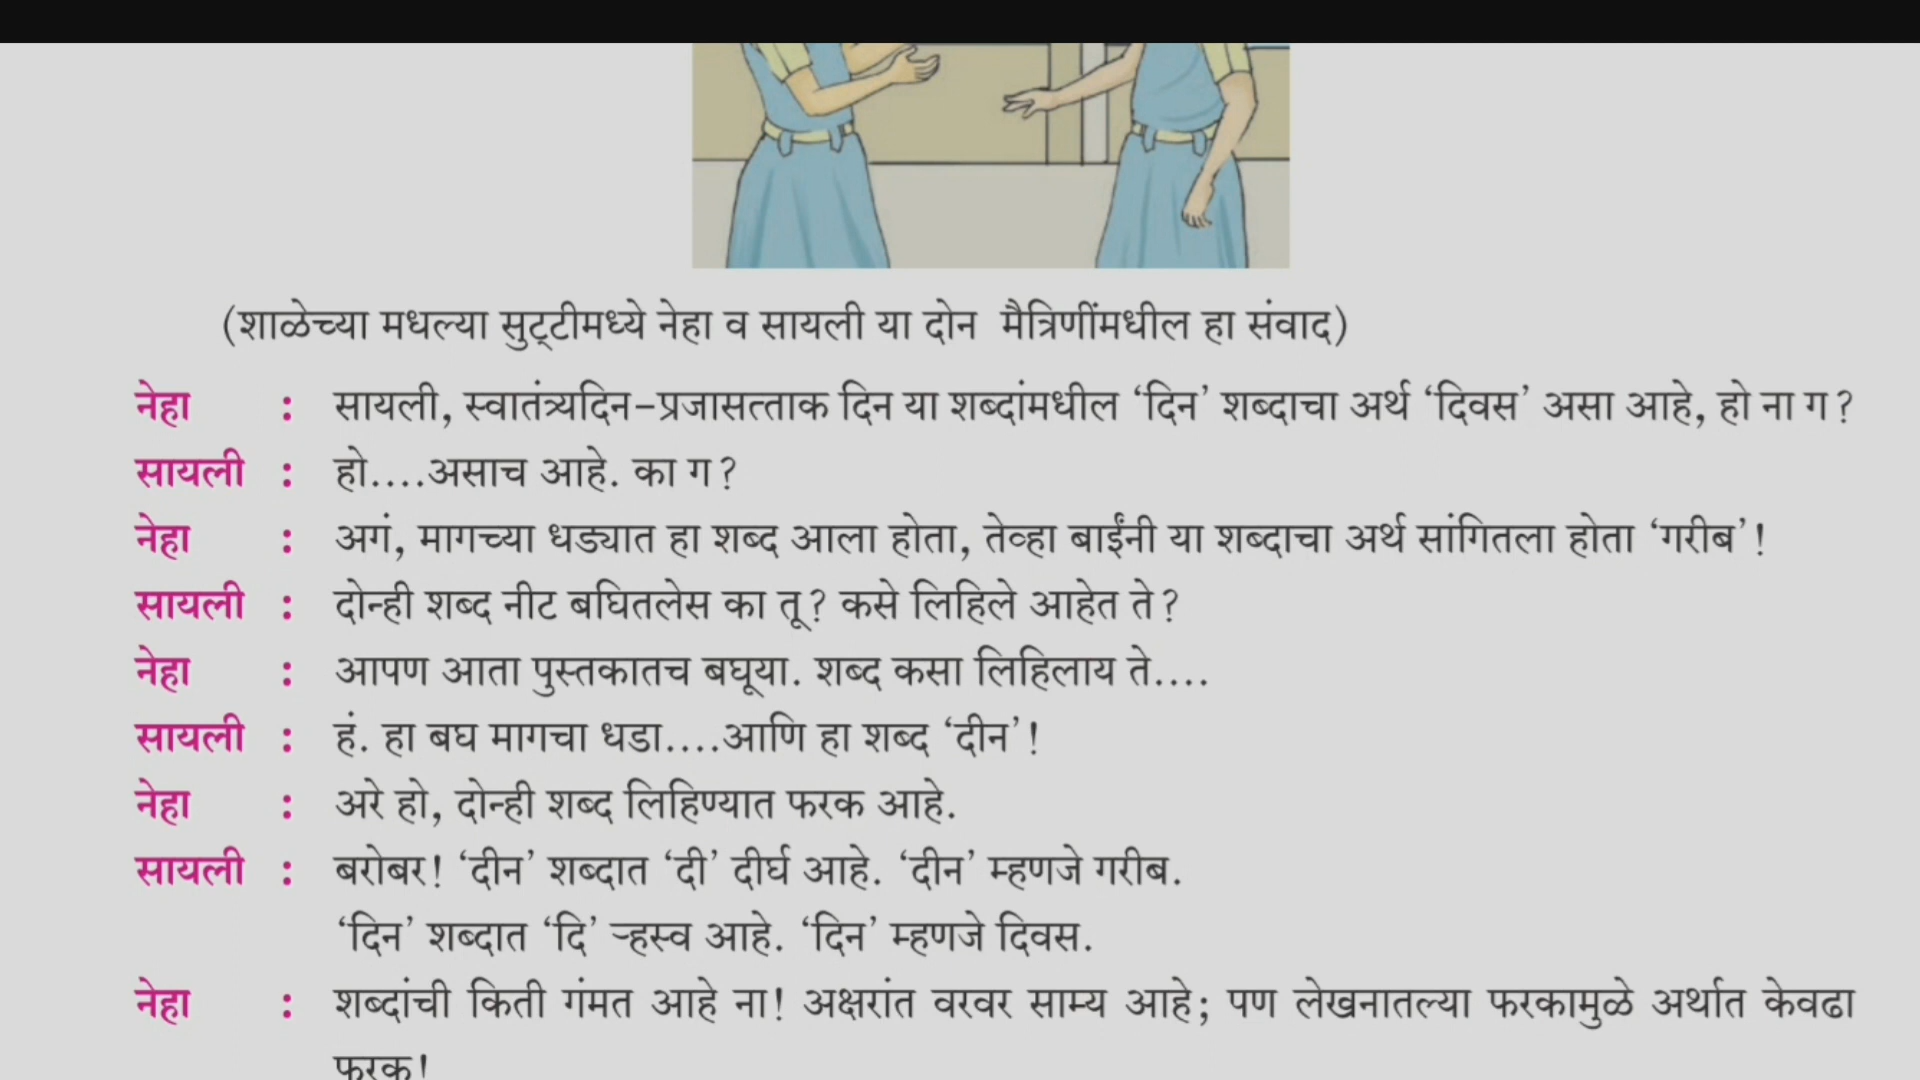 (शाळेच्या मधल्या सुट्टीमध्ये नेहा व सायली या दोन मैत्रिणींमधील हा संवाद)
नेहा : सायली, स्वातंत्र्यदिन-प्रजासत्ताक दिन या शब्दांमधील ‘दिन’ शब्दाचा अर्थ ‘दिवस’ असा आहे, हो ना ग?
सायली : हो....असाच आहे. का ग?
नेहा : अगं, मागच्या धड्यात हा शब्द आला होता, तेव्हा बाईंनी या शब्दाचा अर्थ सांगितला होता ‘गरीब’!
सायली : दोन्ही शब्द नीट बघितलेस का तू? कसे लिहिले आहेत ते?
नेहा : आपण आता पुस्तकातच बघूया. शब्द कसा लिहिलाय ते....
सायली : हं. हा बघ मागचा धडा....आणि हा शब्द ‘दीन’!
नेहा : अरे हो, दोन्ही शब्द लिहिण्यात फरक आहे.
सायली : बरोबर! ‘दीन’ शब्दात ‘दी’ दीर्घ आहे. ‘दीन’ म्हणजे गरीब.
‘दिन’ शब्दात ‘दि’ ऱ्हस्व आहे. ‘दिन’ म्हणजे दिवस.
नेहा : शब्दांची किती गंमत आहे ना! अक्षरांत वरवर साम्य आहे; पण लेखनातल्या फरकामुळे अर्थात केवढा
फरक!